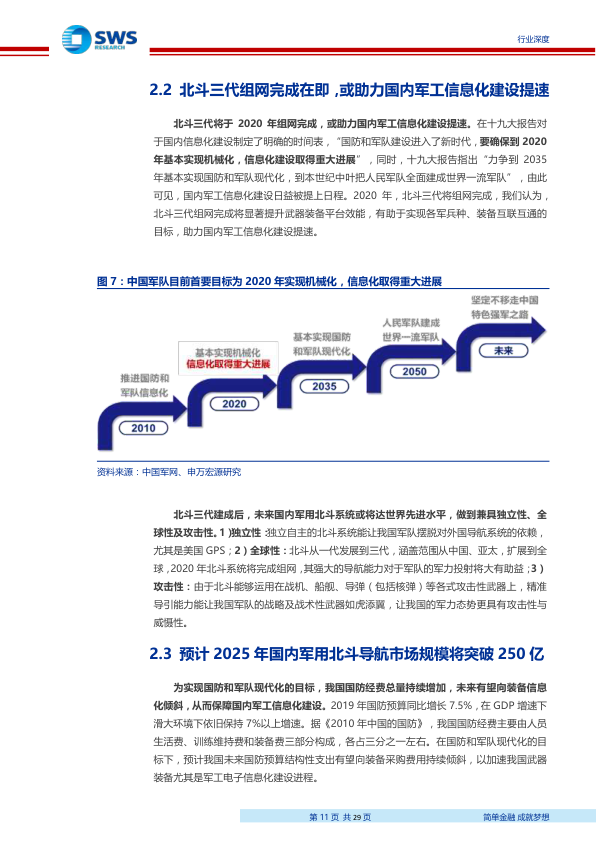 SWS
RESEARCH
行业深度
2.2 北斗三代组网完成在即，或助力国内军工信息化建设提速
北斗三代将于 2020 年组网完成，或助力国内军工信息化建设提速。在十九大报告对
于国内信息化建设制定了明确的时间表，“国防和军队建设进入了新时代，要确保到 2020
年基本实现机械化，信息化建设取得重大进展”，同时，十九大报告指出“力争到 2035
年基本实现国防和军队现代化，到本世纪中叶把人民军队全面建成世界一流军队”，由此
可见，国内军工信息化建设日益被提上日程。2020 年，北斗三代将组网完成，我们认为，
北斗三代组网完成将显著提升武器装备平台效能，有助于实现各军兵种、装备互联互通的
目标，助力国内军工信息化建设提速。
图 7：中国军队目前首要目标为 2020 年实现机械化，信息化取得重大进展
推进国防和
军队信息化
2010
基本实现机械化
信息化取得重大进展
2020
基本实现国防
和军队现代化
2035
人民军队建成
世界一流军队
2050
坚定不移走中国
特色强军之路
未来
资料来源：中国军网、申万宏源研究
北斗三代建成后，未来国内军用北斗系统或将达世界先进水平，做到兼具独立性、全
球性及攻击性。1）独立性：独立自主的北斗系统能让我国军队摆脱对外国导航系统的依赖，
尤其是美国 GPS；2）全球性：北斗从一代发展到三代，涵盖范围从中国、亚太，扩展到全
球，2020 年北斗系统将完成组网，其强大的导航能力对于军队的军力投射将大有助益；3）
攻击性：由于北斗能够运用在战机、船舰、导弹（包括核弹）等各式攻击性武器上，精准
导引能力能让我国军队的战略及战术性武器如虎添翼，让我国的军力态势更具有攻击性与
威慑性。
2.3 预计 2025 年国内军用北斗导航市场规模将突破 250 亿
为实现国防和军队现代化的目标，我国国防经费总量持续增加，未来有望向装备信息
化倾斜，从而保障国内军工信息化建设。2019 年国防预算同比增长 7.5%，在 GDP 增速下
滑大环境下依旧保持 7%以上增速。据《2010 年中国的国防》，我国国防经费主要由人员
生活费、训练维持费和装备费三部分构成，各占三分之一左右。在国防和军队现代化的目
标下，预计我国未来国防预算结构性支出有望向装备采购费用持续倾斜，以加速我国武器
装备尤其是军工电子信息化建设进程。
第 11 页 共 29 页
简单金融 成就梦想